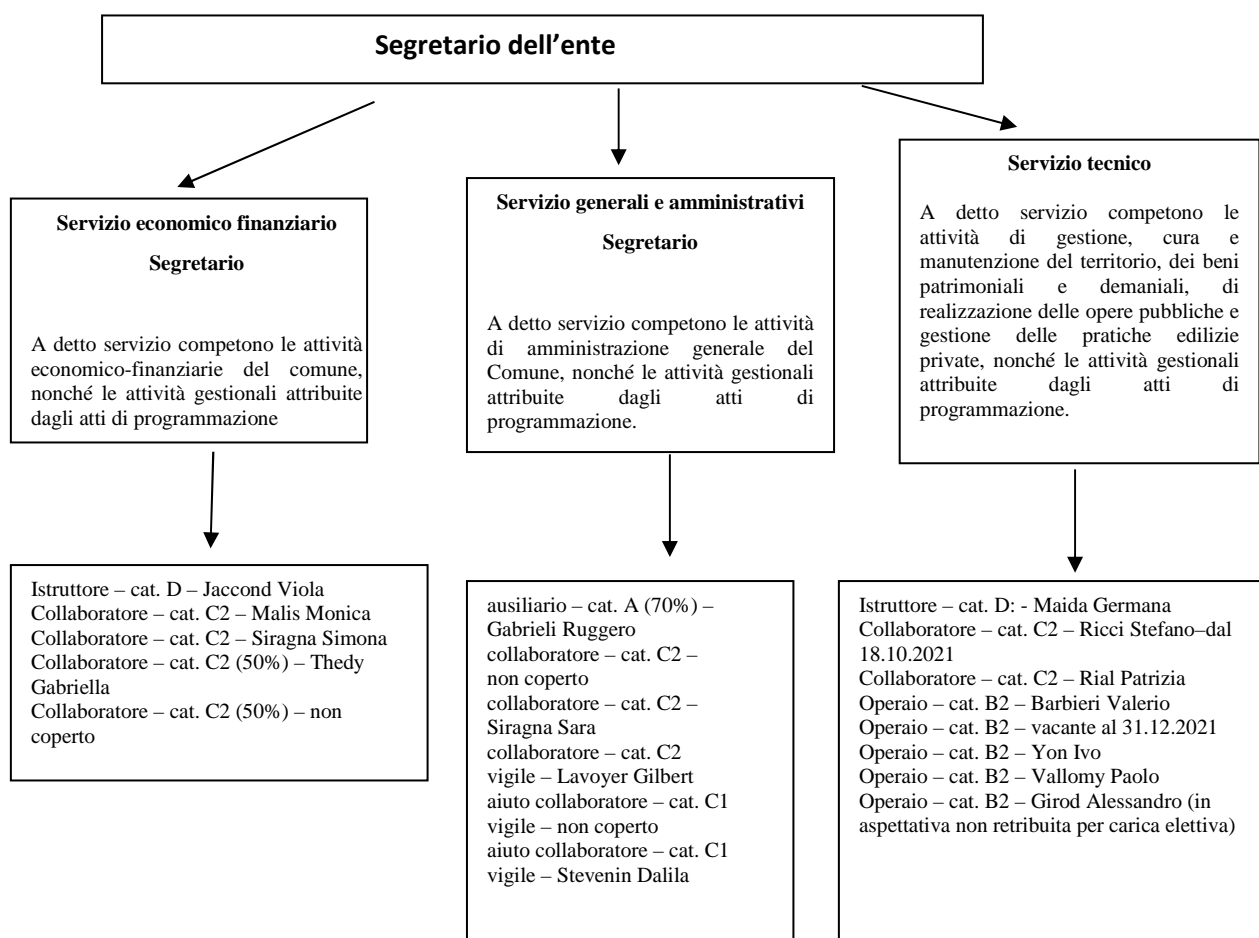 Segretario dell'ente
Servizio economico finanziario
Segretario
A detto servizio competono le attività
economico-finanziarie del comune,
nonché le attività gestionali attribuite
dagli atti di programmazione
Servizio generali e amministrativi
Segretario
A detto servizio competono le attività
di amministrazione generale del
Comune, nonché le attività gestionali
attribuite dagli atti di
programmazione.
Servizio tecnico
A detto servizio competono le
attività di gestione, cura e
manutenzione del territorio, dei beni
patrimoniali e demaniali, di
realizzazione delle opere pubbliche e
gestione delle pratiche edilizie
private, nonché le attività gestionali
attribuite dagli atti di
programmazione.
Istruttore – cat. D – Jaccond Viola
Collaboratore – cat. C2 – Malis Monica
Collaboratore – cat. C2 – Siragna Simona
Collaboratore – cat. C2 (50%) – Thedy
Gabriella
Collaboratore – cat. C2 (50%) – non
coperto
ausiliario – cat. A (70%) –
Gabrieli Ruggero
collaboratore – cat. C2 –
non coperto
collaboratore – cat. C2 –
Siragna Sara
collaboratore – cat. C2
vigile – Lavoyer Gilbert
aiuto collaboratore – cat. C1
vigile – non coperto
aiuto collaboratore – cat. C1
vigile – Stevenin Dalila
Istruttore – cat. D: - Maida Germana
Collaboratore – cat. C2 – Ricci Stefano–dal
18.10.2021
Collaboratore – cat. C2 – Rial Patrizia
Operaio – cat. B2 – Barbieri Valerio
Operaio – cat. B2 – vacante al 31.12.2021
Operaio – cat. B2 – Yon Ivo
Operaio – cat. B2 – Vallomy Paolo
Operaio – cat. B2 – Girod Alessandro (in
aspettativa non retribuita per carica elettiva)